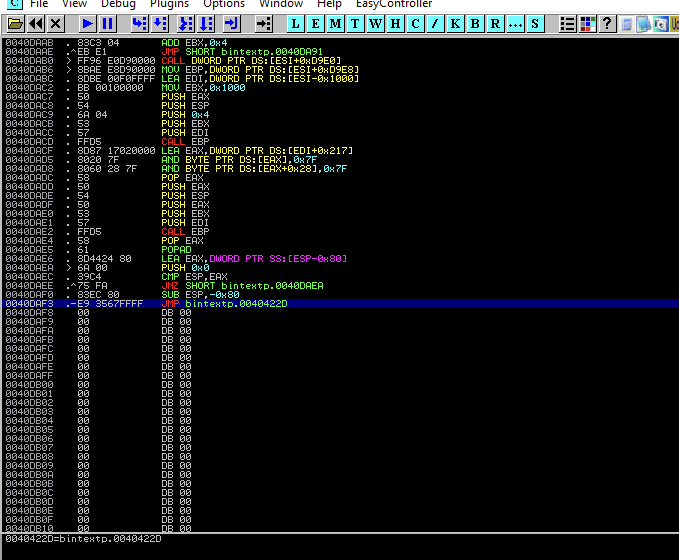 C File View Debug Plugins Options Window Help EasyController
L E M T W H C / K B R ... S ?
0040DAAB . 83C3 04 ADD EBX,0x4
0040DAAE .^EB E1 JMP SHORT bintextp.0040DA91
0040DAB0 > FF96 E0D90000 CALL DWORD PTR DS:[ESI+0xD9E0]
0040DAB6 > 8BAE E8D90000 MOV EBP,DWORD PTR DS:[ESI+0xD9E8]
0040DABC . 8DBE 00F0FFFF LEA EDI,DWORD PTR DS:[ESI-0x1000]
0040DAC2 . BB 00100000 MOV EBX,0x1000
0040DAC7 . 50 PUSH EAX
0040DAC8 . 54 PUSH ESP
0040DAC9 . 6A 04 PUSH 0x4
0040DACB . 53 PUSH EBX
0040DACC . 57 PUSH EDI
0040DACD . FFD5 CALL EBP
0040DACF . 8D87 17020000 LEA EAX,DWORD PTR DS:[EDI+0x217]
0040DAD5 . 8020 7F AND BYTE PTR DS:[EAX],0x7F
0040DAD8 . 8060 28 7F AND BYTE PTR DS:[EAX+0x28],0x7F
0040DADC . 58 POP EAX
0040DADD . 50 PUSH EAX
0040DADE . 54 PUSH ESP
0040DADF . 50 PUSH EAX
0040DAE0 . 53 PUSH EBX
0040DAE1 . 57 PUSH EDI
0040DAE2 . FFD5 CALL EBP
0040DAE4 . 58 POP EAX
0040DAE5 . 61 POPAD
0040DAE6 . 8D4424 80 LEA EAX,DWORD PTR SS:[ESP-0x80]
0040DAEA > 6A 00 PUSH 0x0
0040DAEC . 39C4 CMP ESP,EAX
0040DAEE .^75 FA JNZ SHORT bintextp.0040DAEA
0040DAF0 . 83EC 80 SUB ESP,-0x80
0040DAF3 .-E9 3567FFFF JMP bintextp.0040422D
0040DAF8 00 DB 00
0040DAF9 00 DB 00
0040DAFA 00 DB 00
0040DAFB 00 DB 00
0040DAFC 00 DB 00
0040DAFD 00 DB 00
0040DAFE 00 DB 00
0040DAFF 00 DB 00
0040DB00 00 DB 00
0040DB01 00 DB 00
0040DB02 00 DB 00
0040DB03 00 DB 00
0040DB04 00 DB 00
0040DB05 00 DB 00
0040DB06 00 DB 00
0040DB07 00 DB 00
0040DB08 00 DB 00
0040DB09 00 DB 00
0040DB0A 00 DB 00
0040DB0B 00 DB 00
0040DB0C 00 DB 00
0040DB0D 00 DB 00
0040DB0E 00 DB 00
0040DB0F 00 DB 00
0040DB10 00 DB 00
0040422D=bintextp.0040422D